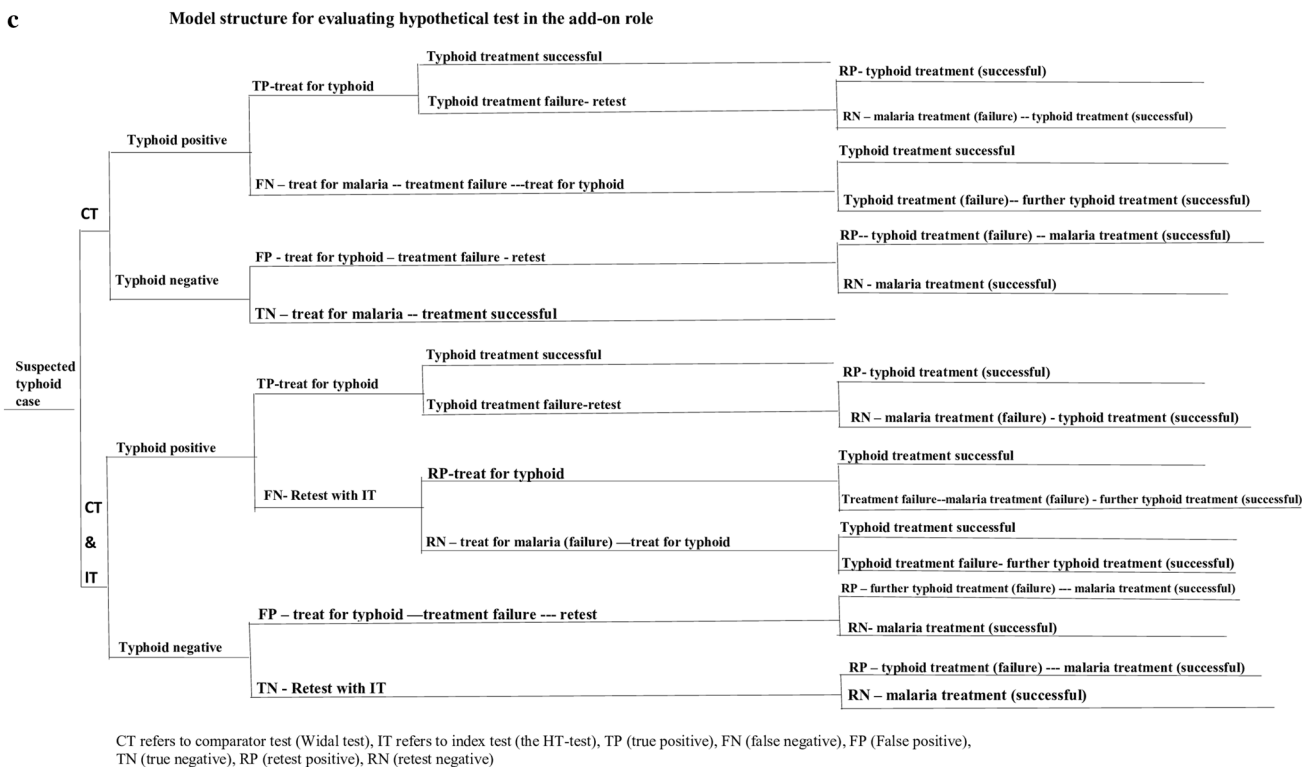 c
Model structure for evaluating hypothetical test in the add-on role
Typhoid treatment successful
RP- typhoid treatment (successful)
TP-treat for typhoid
Typhoid treatment failure- retest
RN – malaria treatment (failure) -- typhoid treatment (successful)
Typhoid positive
Typhoid treatment successful
FN – treat for malaria -- treatment failure ---treat for typhoid
Typhoid treatment (failure)-- further typhoid treatment (successful)
CT
RP-- typhoid treatment (failure) -- malaria treatment (successful)
FP - treat for typhoid – treatment failure - retest
Typhoid negative
RN - malaria treatment (successful)
TN – treat for malaria -- treatment successful
Suspected
typhoid
case
Typhoid treatment successful
RP- typhoid treatment (successful)
TP-treat for typhoid
Typhoid treatment failure-retest
RN – malaria treatment (failure) - typhoid treatment (successful)
Typhoid positive
Typhoid treatment successful
RP-treat for typhoid
FN- Retest with IT
Treatment failure--malaria treatment (failure) - further typhoid treatment (successful)
CT
&
IT
Typhoid treatment successful
RN – treat for malaria (failure) —treat for typhoid
Typhoid treatment failure- further typhoid treatment (successful)
RP – further typhoid treatment (failure) --- malaria treatment (successful)
FP – treat for typhoid —treatment failure --- retest
RN- malaria treatment (successful)
Typhoid negative
RP – typhoid treatment (failure) --- malaria treatment (successful)
TN - Retest with IT
RN – malaria treatment (successful)
CT refers to comparator test (Widal test), IT refers to index test (the HT-test), TP (true positive), FN (false negative), FP (False positive),
TN (true negative), RP (retest positive), RN (retest negative)